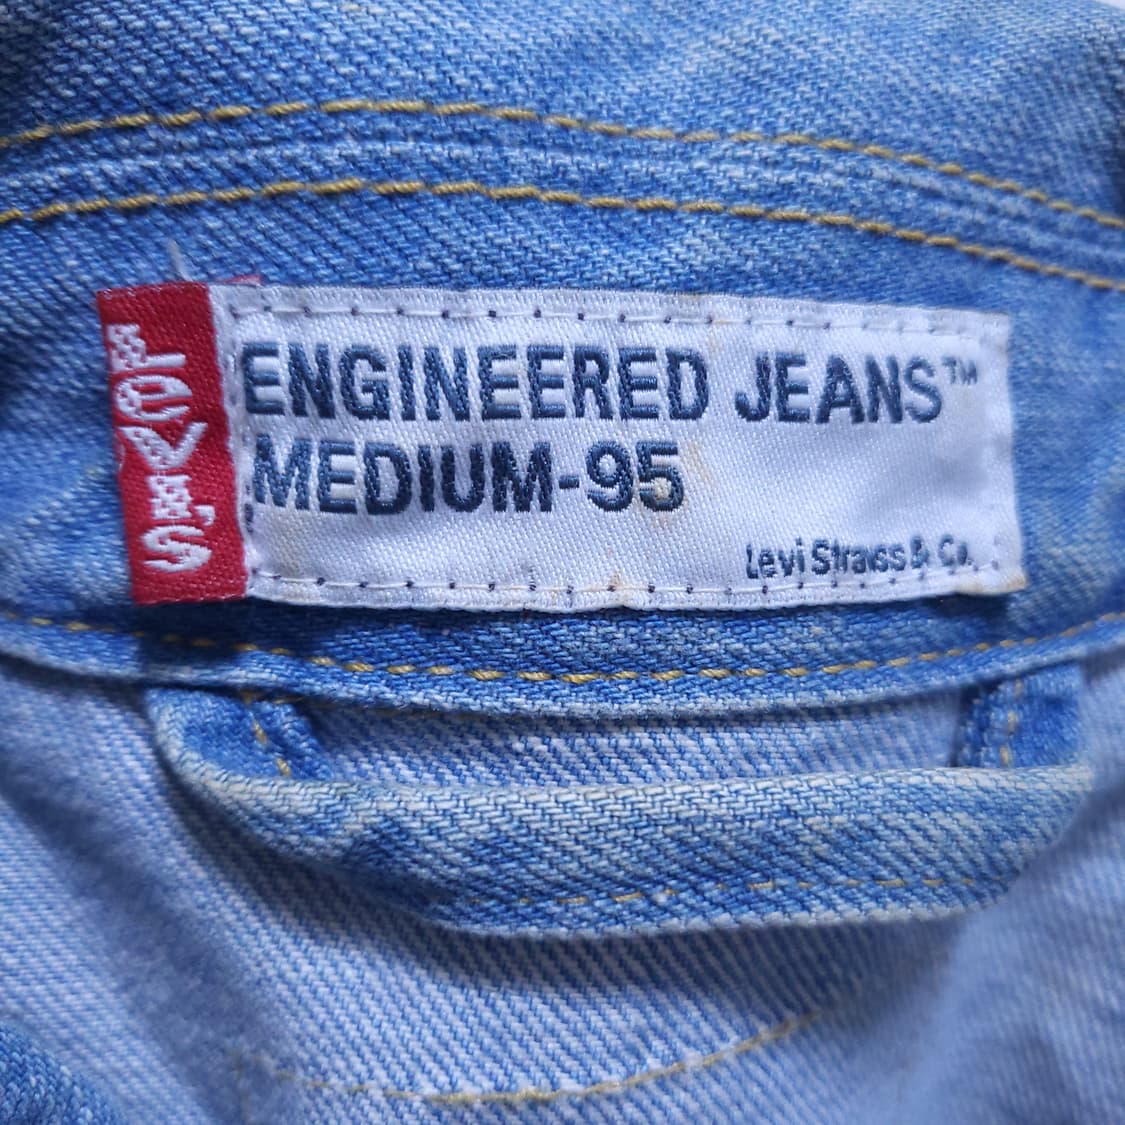 LEVI'S
ENGINEERED JEANS™
MEDIUM-95
Levi Strauss & Co.